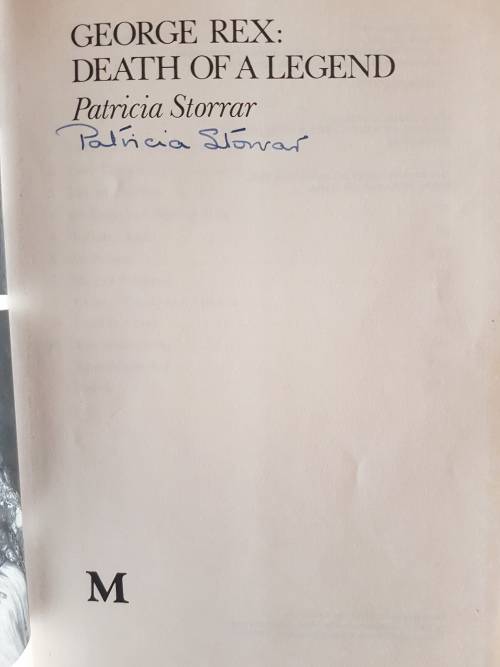 GEORGE REX:
DEATH OF A LEGEND
Patricia Storrar
Patricia Storrar
M